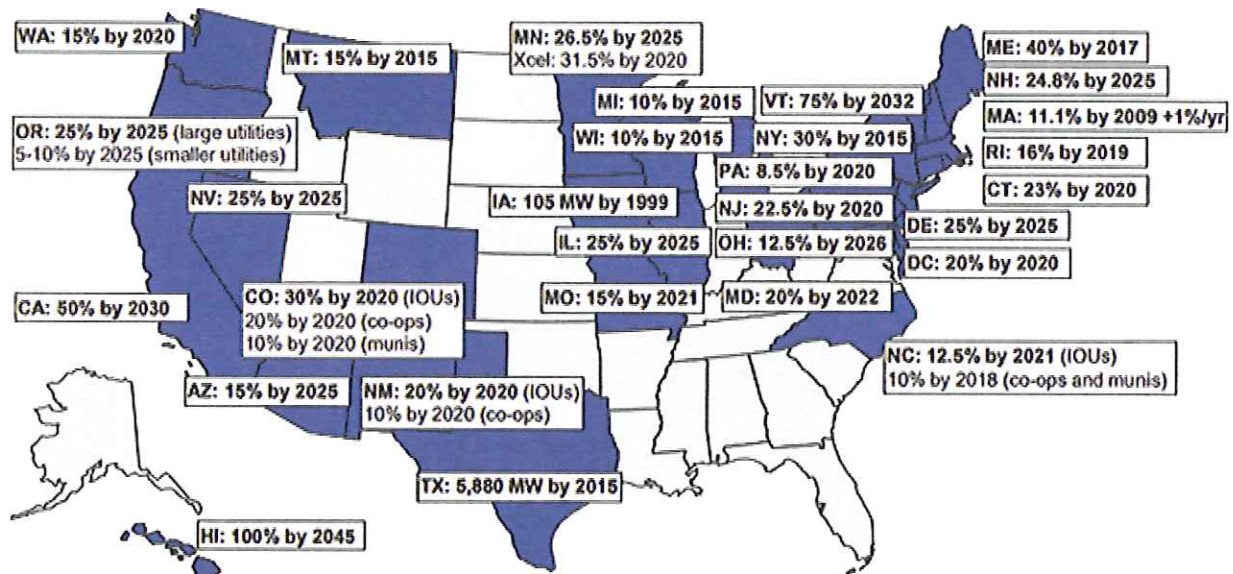 WA: 15% by 2020
MT: 15% by 2015
MN: 26.5% by 2025
Xcel: 31.5% by 2020
ME: 40% by 2017
NH: 24.8% by 2025
MI: 10% by 2015
VT: 75% by 2032
MA: 11.1% by 2009 +1%/yr
OR: 25% by 2025 (large utilities)
5-10% by 2025 (smaller utilities)
WI: 10% by 2015
NY: 30% by 2015
RI: 16% by 2019
PA: 8.5% by 2020
CT: 23% by 2020
NV: 25% by 2025
IA: 105 MW by 1999
NJ: 22.5% by 2020
DE: 25% by 2025
IL: 25% by 2025
OH: 12.5% by 2026
DC: 20% by 2020
CA: 50% by 2030
CO: 30% by 2020 (IOUs)
20% by 2020 (co-ops)
10% by 2020 (munis)
MO: 15% by 2021
MD: 20% by 2022
NC: 12.5% by 2021 (IOUs)
10% by 2018 (co-ops and munis)
AZ: 15% by 2025
NM: 20% by 2020 (IOUs)
10% by 2020 (co-ops)
TX: 5,880 MW by 2015
HI: 100% by 2045